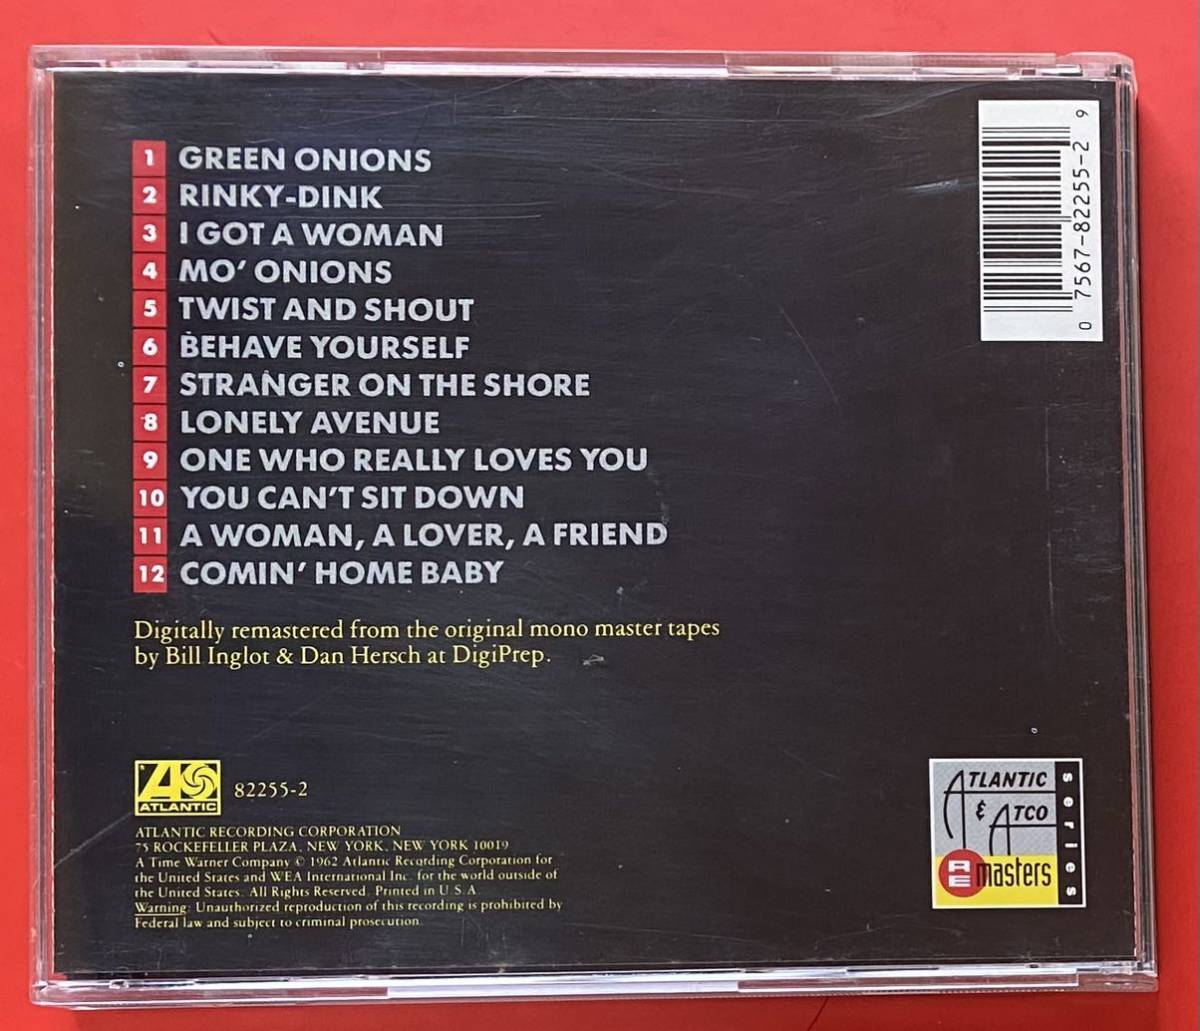 1 GREEN ONIONS
2 RINKY-DINK
3 I GOT A WOMAN
4 MO' ONIONS
5 TWIST AND SHOUT
6 BEHAVE YOURSELF
7 STRANGER ON THE SHORE
8 LONELY AVENUE
9 ONE WHO REALLY LOVES YOU
10 YOU CAN'T SIT DOWN
11 A WOMAN, A LOVER, A FRIEND
12 COMIN' HOME BABY
Digitally remastered from the original mono master tapes
by Bill Inglot & Dan Hersch at DigiPrep.
0 7567-82255-2 9
ATLANTIC
82255-2
ATLANTIC RECORDING CORPORATION
75 ROCKEFELLER PLAZA, NEW YORK, NEW YORK 10019
A Time Warner Company © 1962 Atlantic Recording Corporation for
the United States and WEA International Inc. for the world outside of
the United States. All Rights Reserved. Printed in U.S.A.
Warning: Unauthorized reproduction of this recording is prohibited by
Federal law and subject to criminal prosecution.
ATLANTIC
& ATCO
RE masters
series